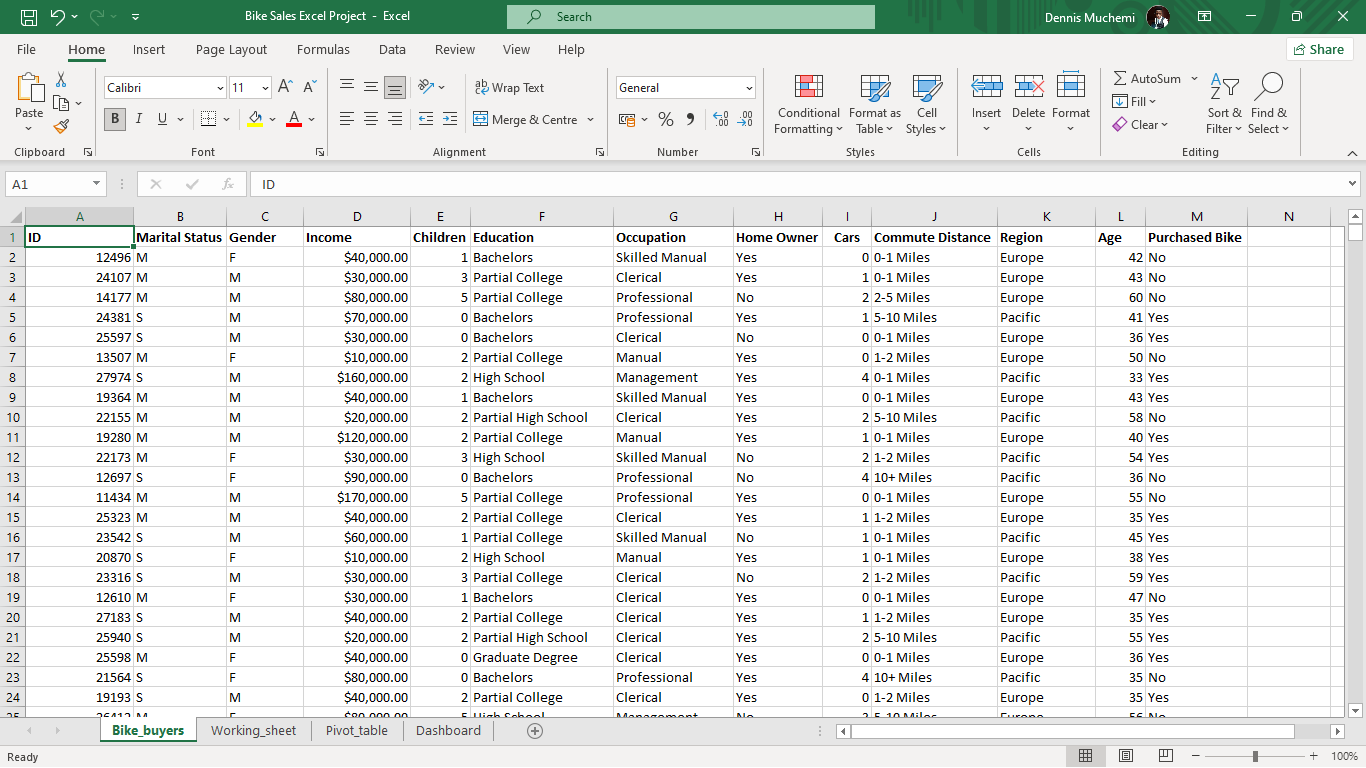 Bike Sales Excel Project - Excel
Search
Dennis Muchemi
File Home Insert Page Layout Formulas Data Review View Help
Share
Paste
Clipboard
Calibri 11
B I U
A
Font
Wrap Text
Merge & Centre
Alignment
General
%
Number
Conditional Formatting
Format as Table
Cell Styles
Styles
Insert Delete Format
Cells
AutoSum
Fill
Clear
Sort & Filter
Find & Select
Editing
A1 fx ID
A B C D E F G H I J K L M N
1 ID Marital Status Gender Income Children Education Occupation Home Owner Cars Commute Distance Region Age Purchased Bike
2 12496 M F $40,000.00 1 Bachelors Skilled Manual Yes 0 0-1 Miles Europe 42 No
3 24107 M M $30,000.00 3 Partial College Clerical Yes 1 0-1 Miles Europe 43 No
4 14177 M M $80,000.00 5 Partial College Professional No 2 2-5 Miles Europe 60 No
5 24381 S M $70,000.00 0 Bachelors Professional Yes 1 5-10 Miles Pacific 41 Yes
6 25597 S M $30,000.00 0 Bachelors Clerical No 0 0-1 Miles Europe 36 Yes
7 13507 M F $10,000.00 2 Partial College Manual Yes 0 1-2 Miles Europe 50 No
8 27974 S M $160,000.00 2 High School Management Yes 4 0-1 Miles Pacific 33 Yes
9 19364 M M $40,000.00 1 Bachelors Skilled Manual Yes 0 0-1 Miles Europe 43 Yes
10 22155 M M $20,000.00 2 Partial High School Clerical Yes 2 5-10 Miles Pacific 58 No
11 19280 M M $120,000.00 2 Partial College Manual Yes 1 0-1 Miles Europe 40 Yes
12 22173 M F $30,000.00 3 High School Skilled Manual No 2 1-2 Miles Pacific 54 Yes
13 12697 S F $90,000.00 0 Bachelors Professional No 4 10+ Miles Pacific 36 No
14 11434 M M $170,000.00 5 Partial College Professional Yes 0 0-1 Miles Europe 55 No
15 25323 M M $40,000.00 2 Partial College Clerical Yes 1 1-2 Miles Europe 35 Yes
16 23542 S M $60,000.00 1 Partial College Skilled Manual No 1 0-1 Miles Pacific 45 Yes
17 20870 S F $10,000.00 2 High School Manual Yes 1 0-1 Miles Europe 38 Yes
18 23316 S M $30,000.00 3 Partial College Clerical No 2 1-2 Miles Pacific 59 Yes
19 12610 M F $30,000.00 1 Bachelors Clerical Yes 0 0-1 Miles Europe 47 No
20 27183 S M $40,000.00 2 Partial College Clerical Yes 1 1-2 Miles Europe 35 Yes
21 25940 S M $20,000.00 2 Partial High School Clerical Yes 2 5-10 Miles Pacific 55 Yes
22 25598 M F $40,000.00 0 Graduate Degree Clerical Yes 0 0-1 Miles Europe 36 Yes
23 21564 S F $80,000.00 0 Bachelors Professional Yes 4 10+ Miles Pacific 35 No
24 19193 S M $40,000.00 2 Partial College Clerical Yes 0 1-2 Miles Europe 35 Yes
Bike_buyers Working_sheet Pivot_table Dashboard
Ready
100%